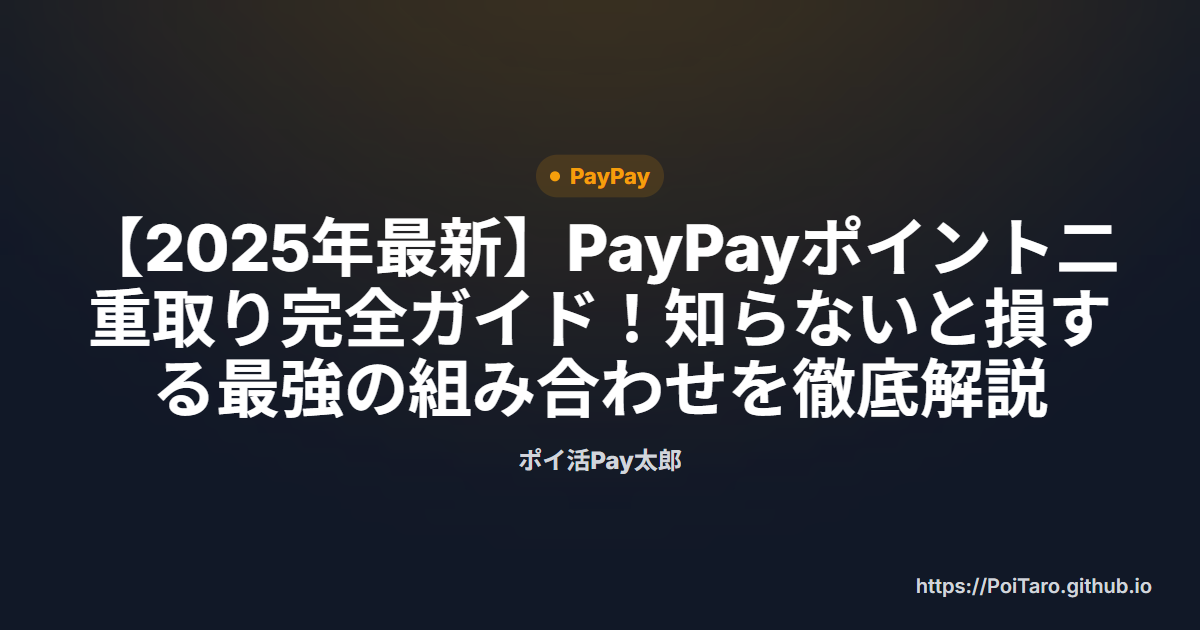 PayPay
【2025年最新】PayPayポイント二
重取り完全ガイド！知らないと損す
る最強の組み合わせを徹底解説
ポイ活Pay太郎
https://PoiTaro.github.io